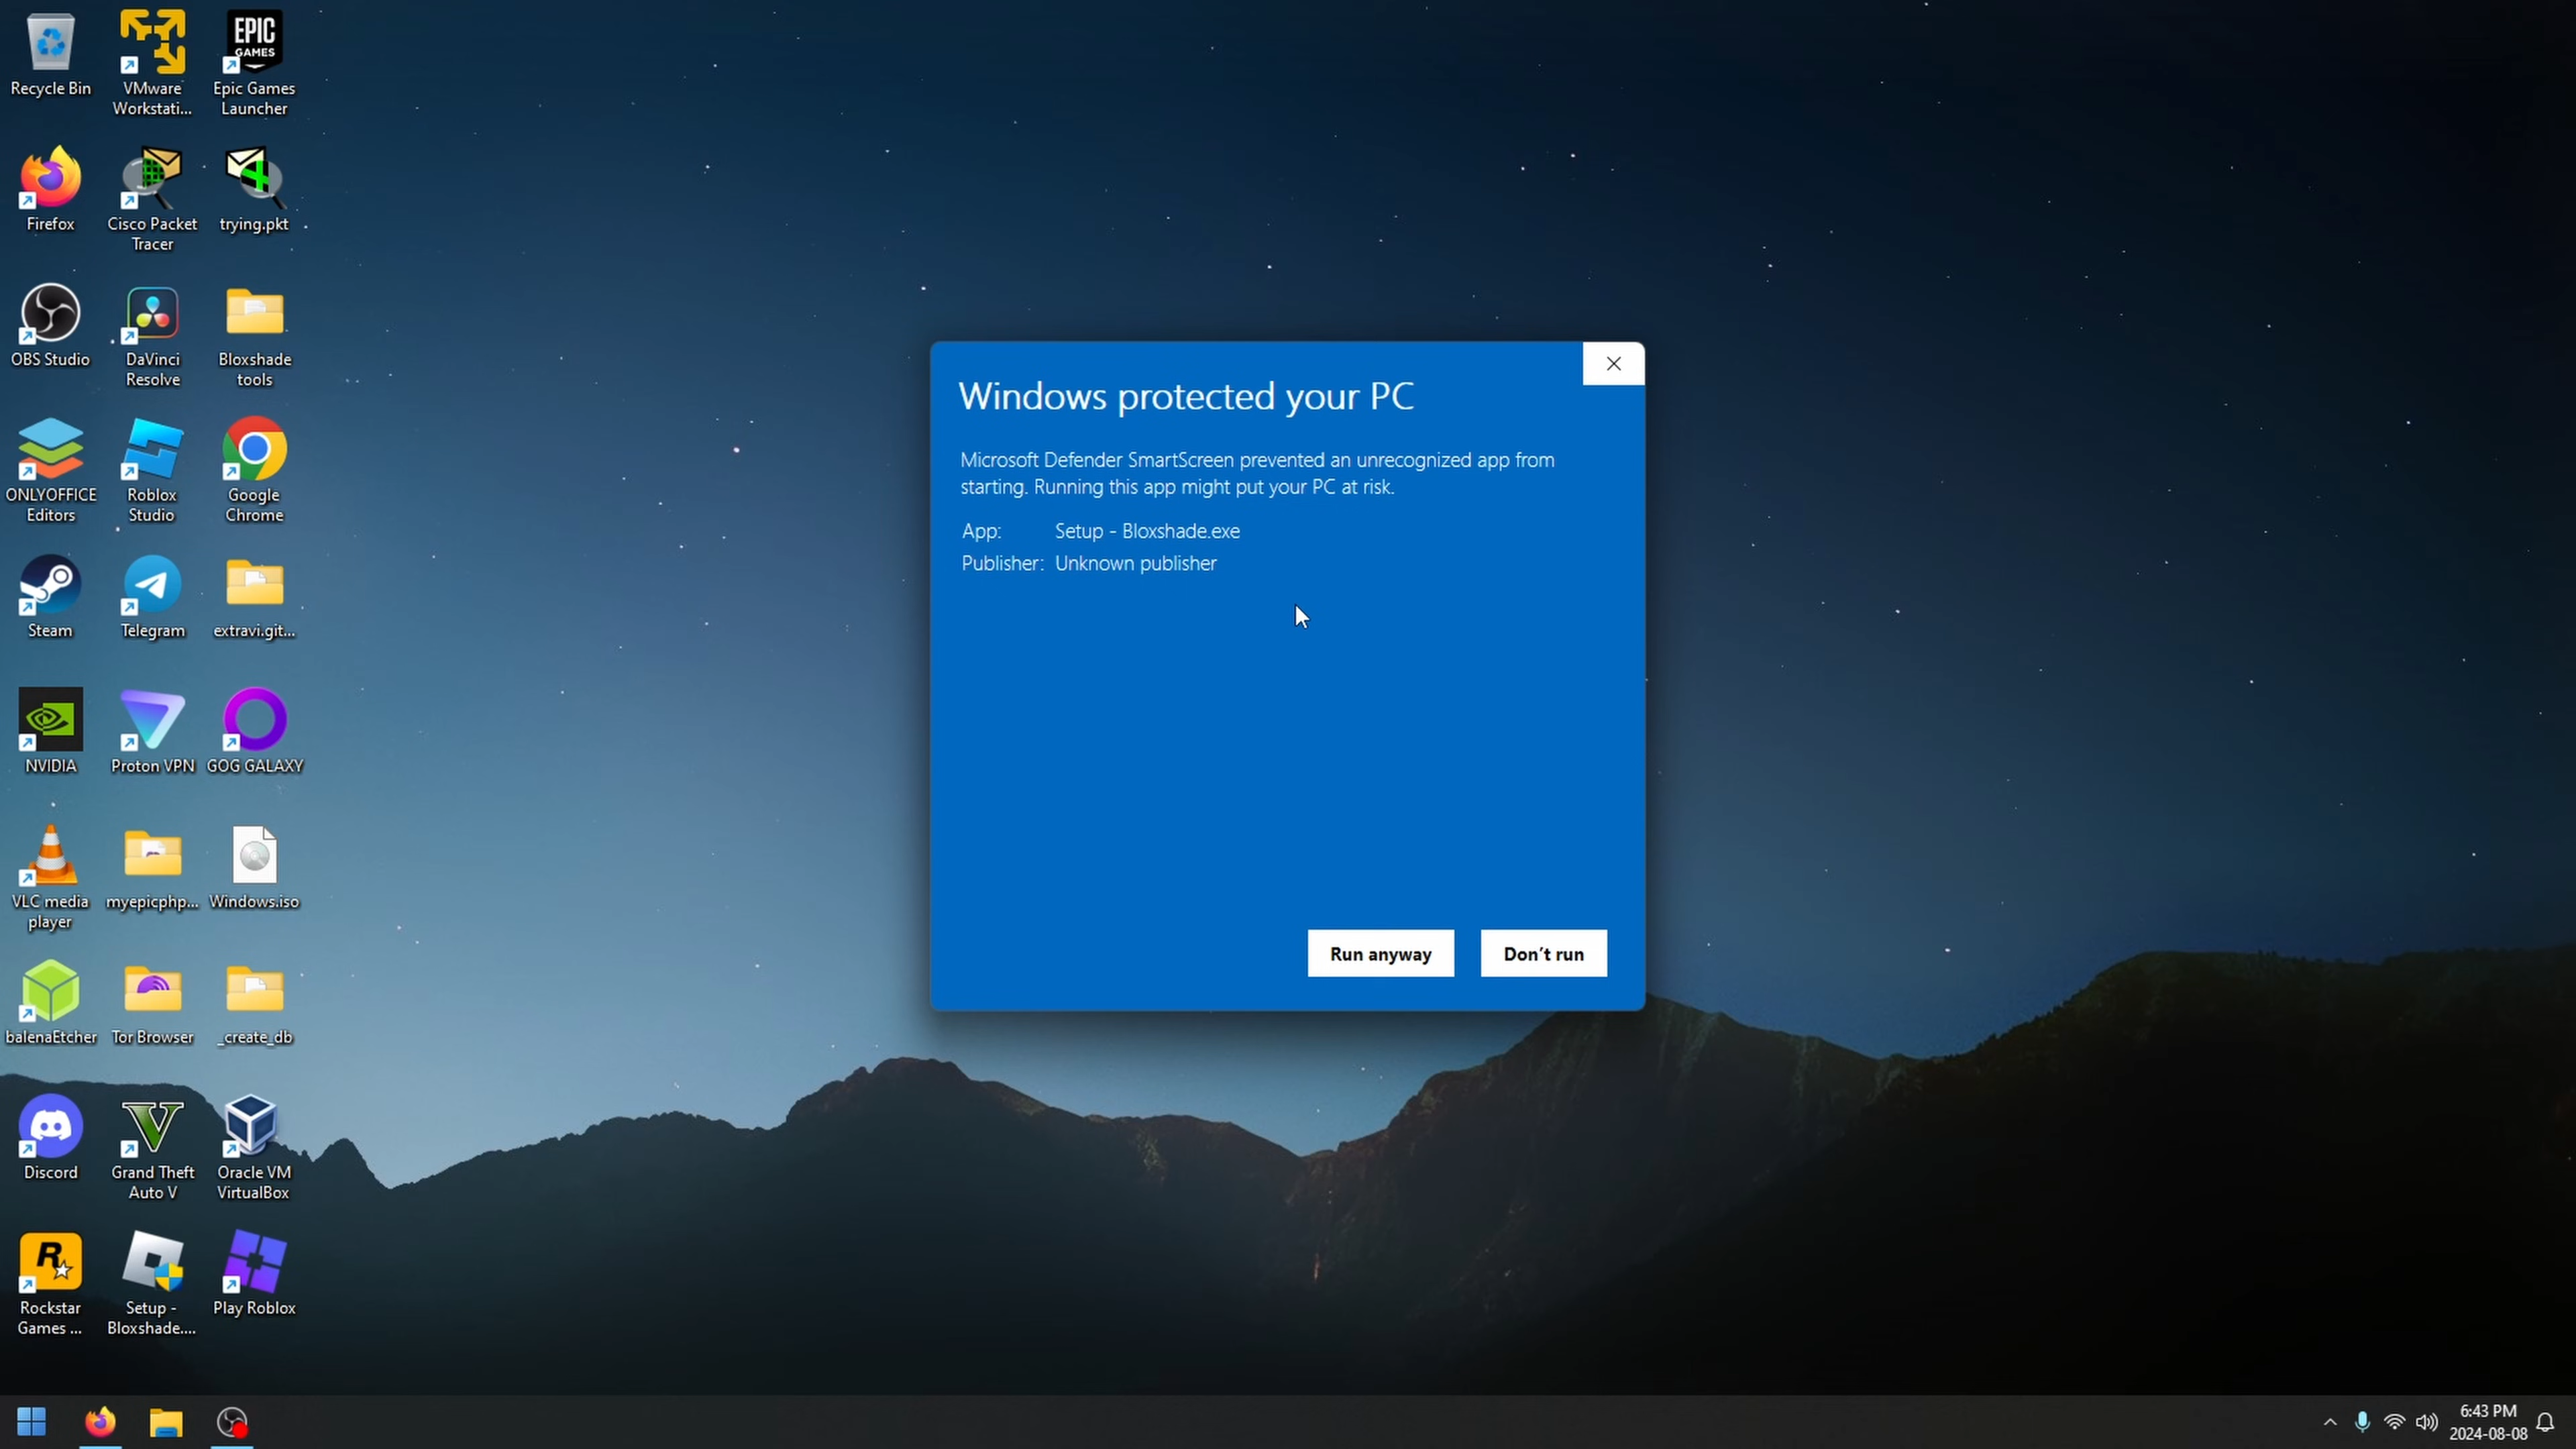 Recycle Bin
VMware
Workstati...
EPIC
GAMES
Epic Games
Launcher
Firefox
Cisco Packet
Tracer
trying.pkt
OBS Studio
DaVinci
Resolve
Bloxshade
tools
ONLYOFFICE
Editors
Roblox
Studio
Google
Chrome
Steam
Telegram
extravi.git...
NVIDIA
Proton VPN
GOG GALAXY
VLC media
player
myepicphp...
Windows.iso
balenaEtcher
Tor Browser
_create_db
Discord
V
Grand Theft
Auto V
Oracle VM
VirtualBox
R
Rockstar
Games ...
Setup -
Bloxshade....
Play Roblox
Windows protected your PC
Microsoft Defender SmartScreen prevented an unrecognized app from
starting. Running this app might put your PC at risk.
App: Setup - Bloxshade.exe
Publisher: Unknown publisher
Run anyway Don't run
6:43 PM
2024-08-08